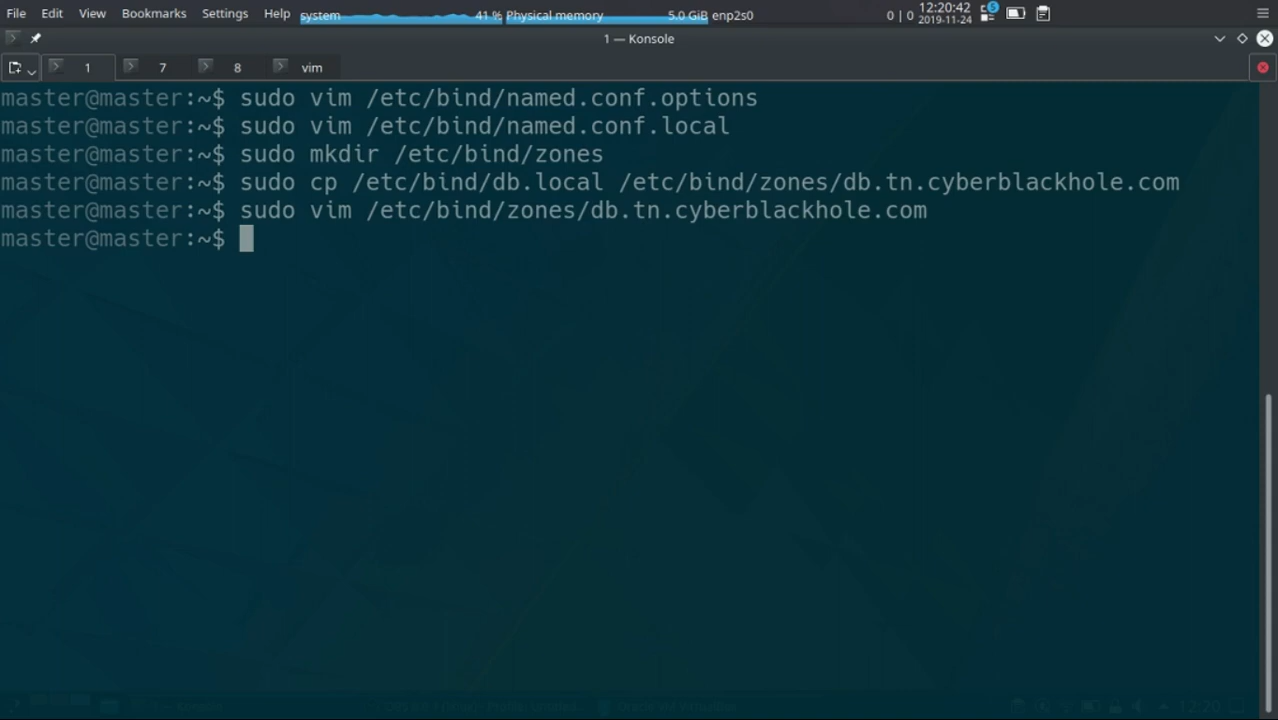 File Edit View Bookmarks Settings Help system 41 % Physical memory 5.0 GiB enp2s0 0 | 0 12:20:42 5
2019-11-24
1 — Konsole
1 7 8 vim
master@master:~$ sudo vim /etc/bind/named.conf.options
master@master:~$ sudo vim /etc/bind/named.conf.local
master@master:~$ sudo mkdir /etc/bind/zones
master@master:~$ sudo cp /etc/bind/db.local /etc/bind/zones/db.tn.cyberblackhole.com
master@master:~$ sudo vim /etc/bind/zones/db.tn.cyberblackhole.com
master@master:~$
12:20